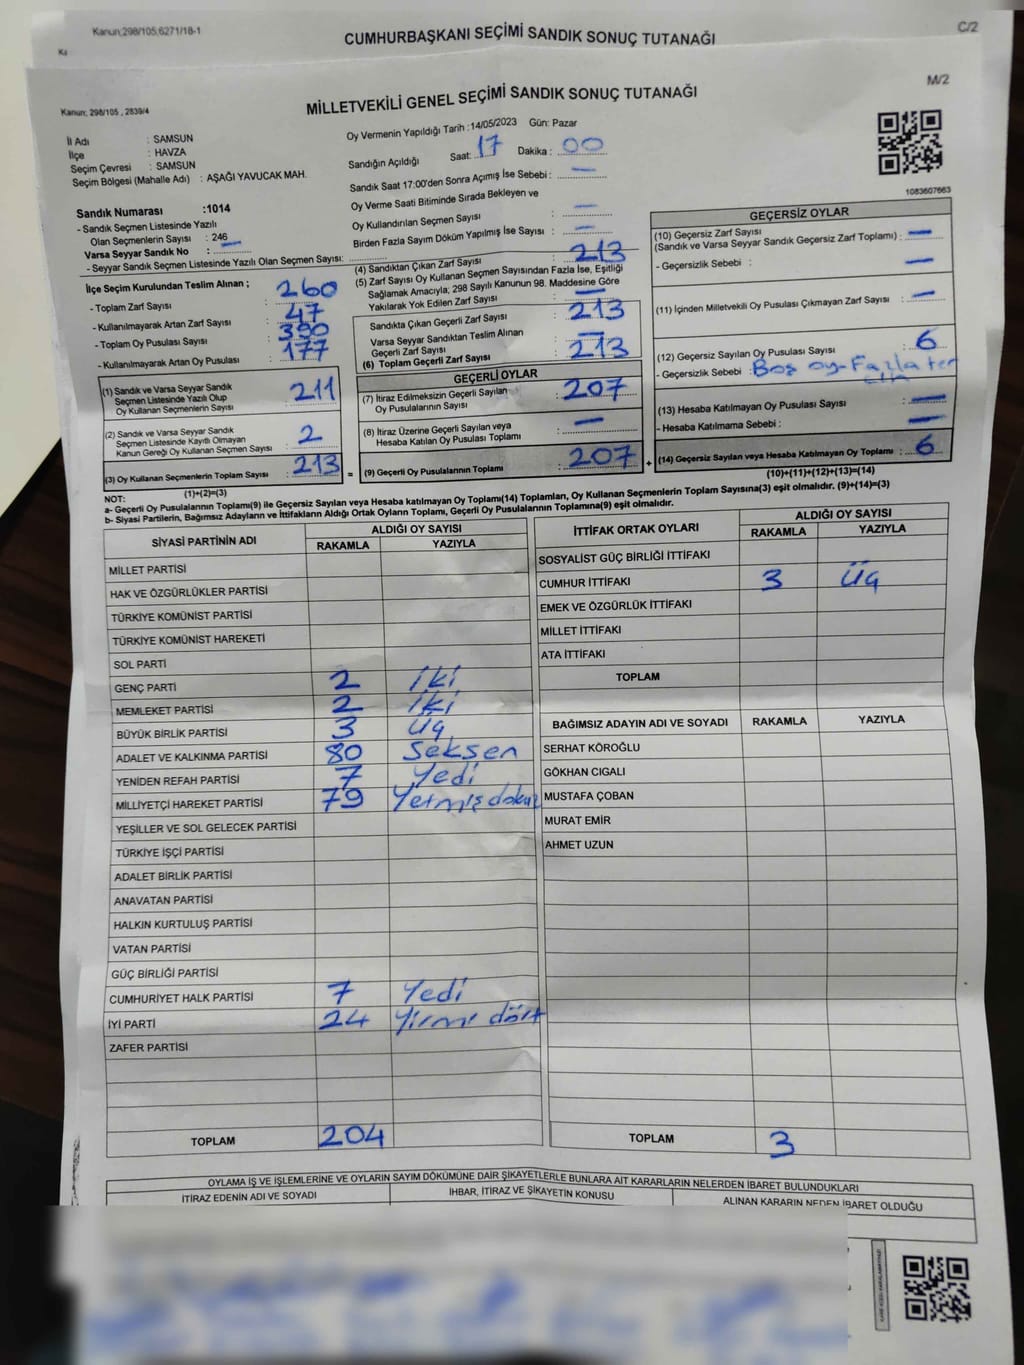 Kanun;298/105,6271/18-1
C/2
CUMHURBAŞKANI SEÇİMİ SANDIK SONUÇ TUTANAĞI
Ka
M/2
Kanun; 298/105 , 2839/4
MİLLETVEKİLİ GENEL SEÇİMİ SANDIK SONUÇ TUTANAĞI
İl Adı : SAMSUN
İlçe : HAVZA
Seçim Çevresi : SAMSUN
Seçim Bölgesi (Mahalle Adı) : AŞAĞI YAVUCAK MAH.
Oy Vermenin Yapıldığı Tarih :14/05/2023 Gün: Pazar
Sandığın Açıldığı Saat: 17 Dakika : 00
Sandık Saat 17:00'den Sonra Açımış İse Sebebi : —
Oy Verme Saati Bitiminde Sırada Bekleyen ve
Oy Kullandırılan Seçmen Sayısı : —
Birden Fazla Sayım Döküm Yapılmış İse Sayısı : —
1083607663
Sandık Numarası :1014
- Sandık Seçmen Listesinde Yazılı
Olan Seçmenlerin Sayısı : 246
Varsa Seyyar Sandık No : —
- Seyyar Sandık Seçmen Listesinde Yazılı Olan Seçmen Sayısı:
İlçe Seçim Kurulundan Teslim Alınan ;
- Toplam Zarf Sayısı : 260
- Kullanılmayarak Artan Zarf Sayısı : 47
- Toplam Oy Pusulası Sayısı : 390
- Kullanılmayarak Artan Oy Pusulası : 177
(1) Sandık ve Varsa Seyyar Sandık
Seçmen Listesinde Yazılı Olup
Oy Kullanan Seçmenlerin Sayısı : 211
(2) Sandık ve Varsa Seyyar Sandık
Seçmen Listesinde Kayıtlı Olmayan
Kanun Gereği Oy Kullanan Seçmen Sayısı : 2
(3) Oy Kullanan Seçmenlerin Toplam Sayısı : 213
(1)+(2)=(3)
(4) Sandıktan Çıkan Zarf Sayısı : 213
(5) Zarf Sayısı Oy Kullanan Seçmen Sayısından Fazla İse, Eşitliği
Sağlamak Amacıyla; 298 Sayılı Kanunun 98. Maddesine Göre
Yakılarak Yok Edilen Zarf Sayısı : —
Sandıkta Çıkan Geçerli Zarf Sayısı : 213
Varsa Seyyar Sandıktan Teslim Alınan
Geçerli Zarf Sayısı : —
(6) Toplam Geçerli Zarf Sayısı : 213
GEÇERLİ OYLAR
(7) İtiraz Edilmeksizin Geçerli Sayılan
Oy Pusulalarının Sayısı : 207
(8) İtiraz Üzerine Geçerli Sayılan veya
Hesaba Katılan Oy Pusulası Toplamı : —
= (9) Geçerli Oy Pusulalarının Toplamı : 207 +
GEÇERSİZ OYLAR
(10) Geçersiz Zarf Sayısı
(Sandık ve Varsa Seyyar Sandık Geçersiz Zarf Toplamı) : —
- Geçersizlik Sebebi : —
(11) İçinden Milletvekili Oy Pusulası Çıkmayan Zarf Sayısı : —
(12) Geçersiz Sayılan Oy Pusulası Sayısı : 6
- Geçersizlik Sebebi : Boş oy-Fazla ter
(13) Hesaba Katılmayan Oy Pusulası Sayısı : —
- Hesaba Katılmama Sebebi : —
(14) Geçersiz Sayılan veya Hesaba Katılmayan Oy Toplamı : 6
(10)+(11)+(12)+(13)=(14)
NOT:
a- Geçerli Oy Pusulalarının Toplamı(9) ile Geçersiz Sayılan veya Hesaba katılmayan Oy Toplamı(14) Toplamları, Oy Kullanan Seçmenlerin Toplam Sayısına(3) eşit olmalıdır. (9)+(14)=(3)
b- Siyasi Partilerin, Bağımsız Adayların ve İttifakların Aldığı Ortak Oyların Toplamı, Geçerli Oy Pusulalarının Toplamına(9) eşit olmalıdır.
SİYASİ PARTİNİN ADI ALDIĞI OY SAYISI
RAKAMLA YAZIYLA
MİLLET PARTİSİ
HAK VE ÖZGÜRLÜKLER PARTİSİ
TÜRKİYE KOMÜNİST PARTİSİ
TÜRKİYE KOMÜNİST HAREKETİ
SOL PARTİ
GENÇ PARTİ 2 iki
MEMLEKET PARTİSİ 2 iki
BÜYÜK BİRLİK PARTİSİ 3 üç
ADALET VE KALKINMA PARTİSİ 80 Seksen
YENİDEN REFAH PARTİSİ 7 Yedi
MİLLİYETÇİ HAREKET PARTİSİ 79 Yetmiş dokuz
YEŞİLLER VE SOL GELECEK PARTİSİ
TÜRKİYE İŞÇİ PARTİSİ
ADALET BİRLİK PARTİSİ
ANAVATAN PARTİSİ
HALKIN KURTULUŞ PARTİSİ
VATAN PARTİSİ
GÜÇ BİRLİĞİ PARTİSİ
CUMHURİYET HALK PARTİSİ 7 Yedi
İYİ PARTİ 24 Yirmi dört
ZAFER PARTİSİ
TOPLAM 204
İTTİFAK ORTAK OYLARI ALDIĞI OY SAYISI
RAKAMLA YAZIYLA
SOSYALİST GÜÇ BİRLİĞİ İTTİFAKI
CUMHUR İTTİFAKI 3 üç
EMEK VE ÖZGÜRLÜK İTTİFAKI
MİLLET İTTİFAKI
ATA İTTİFAKI
TOPLAM
BAĞIMSIZ ADAYIN ADI VE SOYADI RAKAMLA YAZIYLA
SERHAT KÖROĞLU
GÖKHAN CIGALI
MUSTAFA ÇOBAN
MURAT EMİR
AHMET UZUN
TOPLAM 3
OYLAMA İŞ VE İŞLEMLERİNE VE OYLARIN SAYIM DÖKÜMÜNE DAİR ŞİKAYETLERLE BUNLARA AİT KARARLARIN NELERDEN İBARET BULUNDUKLARI
İTİRAZ EDENİN ADI VE SOYADI İHBAR, İTİRAZ VE ŞİKAYETİN KONUSU ALINAN KARARIN NEDEN İBARET OLDUĞU